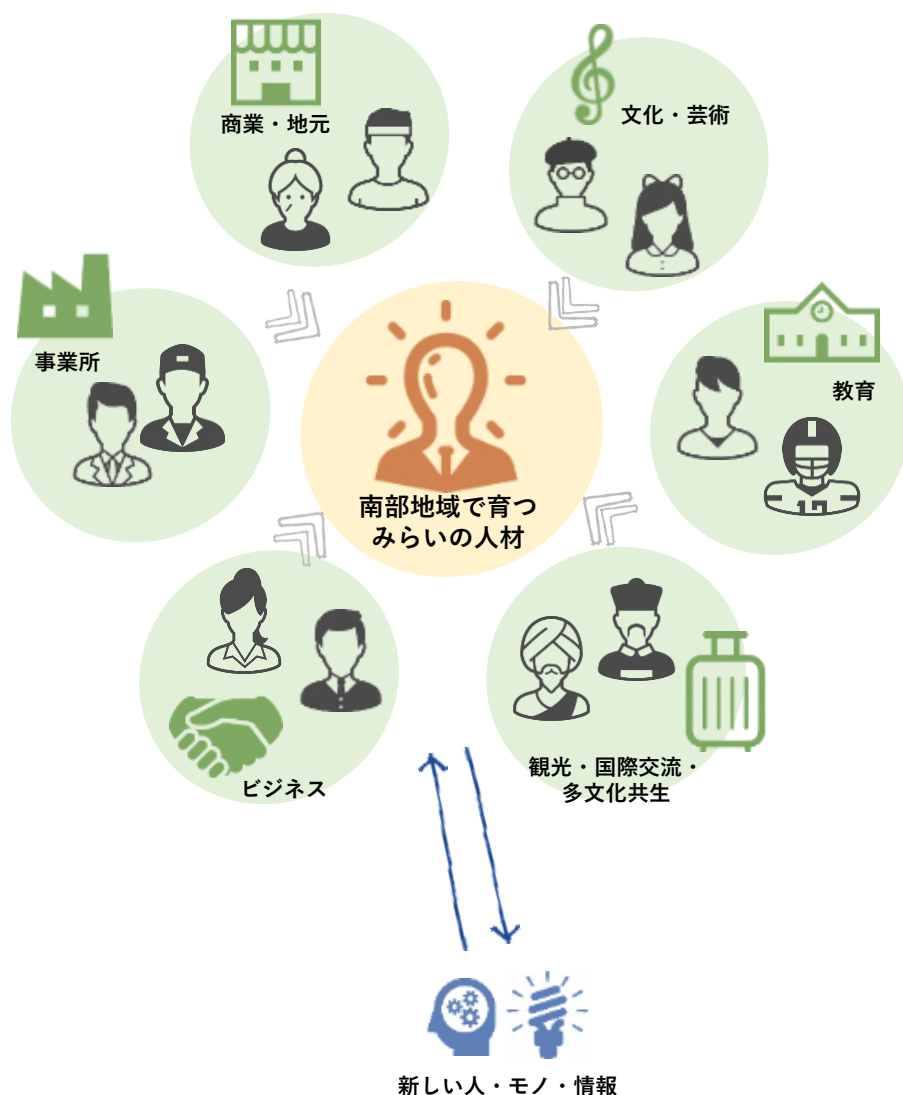 商業・地元
文化・芸術
事業所
教育
南部地域で育つ
みらいの人材
ビジネス
観光・国際交流・
多文化共生
新しい人・モノ・情報